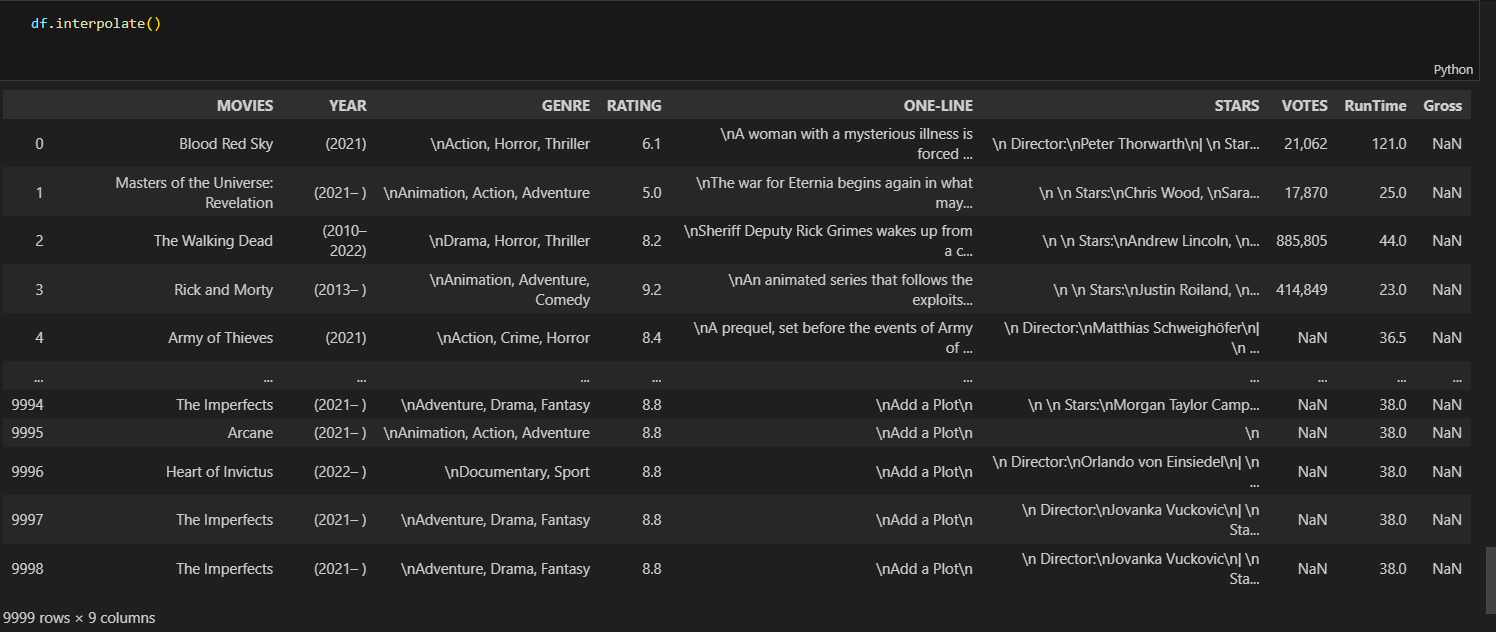 df.interpolate()
Python
MOVIES YEAR GENRE RATING ONE-LINE STARS VOTES RunTime Gross
0 Blood Red Sky (2021) \nAction, Horror, Thriller 6.1 \nA woman with a mysterious illness is forced ... \n Director:\nPeter Thorwarth\n| \n Star... 21,062 121.0 NaN
1 Masters of the Universe: Revelation (2021– ) \nAnimation, Action, Adventure 5.0 \nThe war for Eternia begins again in what may... \n \n Stars:\nChris Wood, \nSara... 17,870 25.0 NaN
2 The Walking Dead (2010–2022) \nDrama, Horror, Thriller 8.2 \nSheriff Deputy Rick Grimes wakes up from a c... \n \n Stars:\nAndrew Lincoln, \n... 885,805 44.0 NaN
3 Rick and Morty (2013– ) \nAnimation, Adventure, Comedy 9.2 \nAn animated series that follows the exploits... \n \n Stars:\nJustin Roiland, \n... 414,849 23.0 NaN
4 Army of Thieves (2021) \nAction, Crime, Horror 8.4 \nA prequel, set before the events of Army of ... \n Director:\nMatthias Schweighöfer\n| \n ... NaN 36.5 NaN
... ... ... ... ... ... ... ... ... ...
9994 The Imperfects (2021– ) \nAdventure, Drama, Fantasy 8.8 \nAdd a Plot\n \n \n Stars:\nMorgan Taylor Camp... NaN 38.0 NaN
9995 Arcane (2021– ) \nAnimation, Action, Adventure 8.8 \nAdd a Plot\n \n NaN 38.0 NaN
9996 Heart of Invictus (2022– ) \nDocumentary, Sport 8.8 \nAdd a Plot\n \n Director:\nOrlando von Einsiedel\n| \n ... NaN 38.0 NaN
9997 The Imperfects (2021– ) \nAdventure, Drama, Fantasy 8.8 \nAdd a Plot\n \n Director:\nJovanka Vuckovic\n| \n Sta... NaN 38.0 NaN
9998 The Imperfects (2021– ) \nAdventure, Drama, Fantasy 8.8 \nAdd a Plot\n \n Director:\nJovanka Vuckovic\n| \n Sta... NaN 38.0 NaN
9999 rows × 9 columns